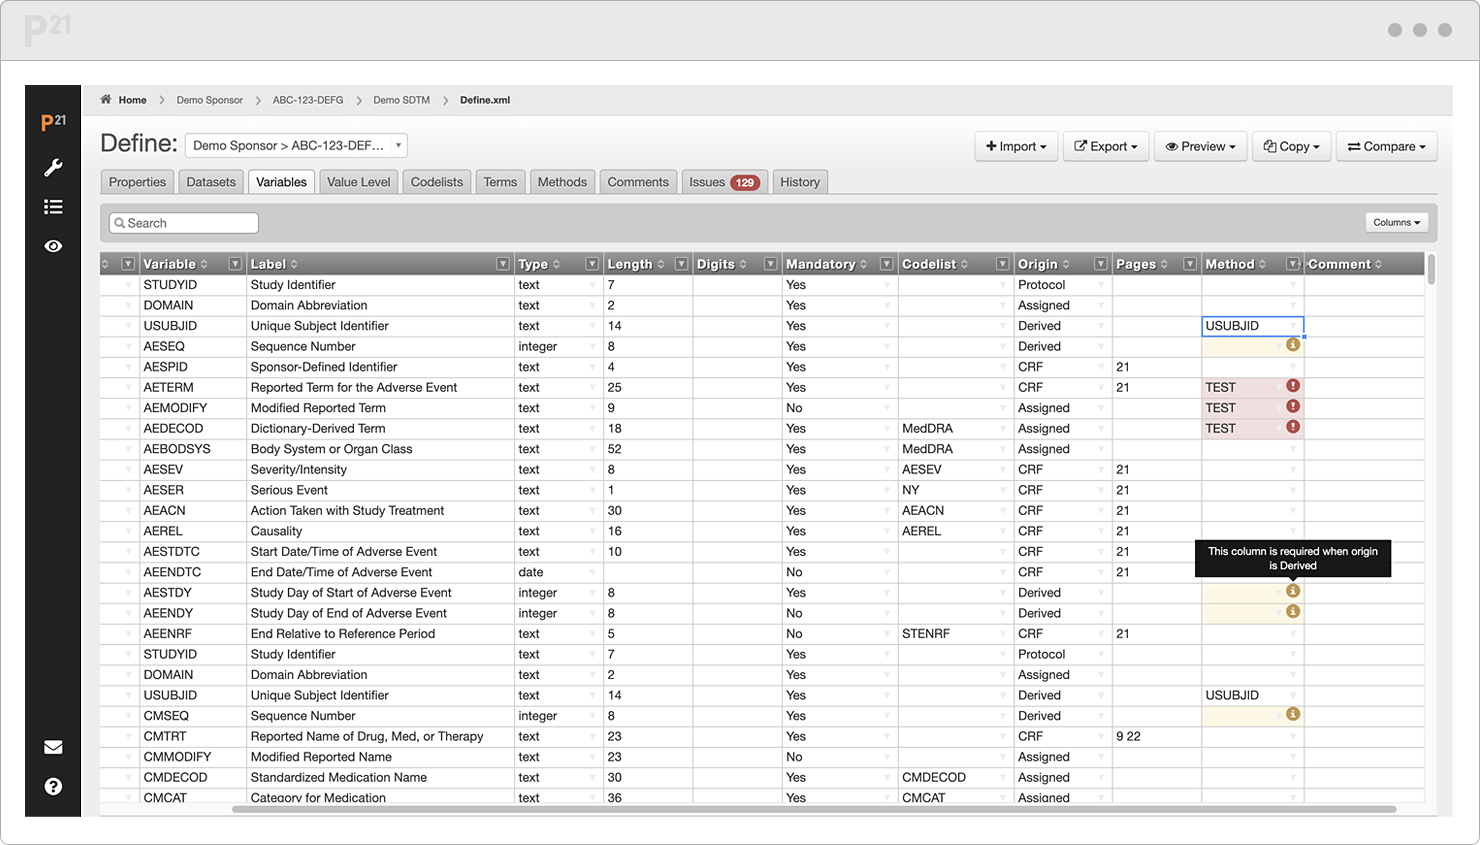 P21
P21
Home Demo Sponsor ABC-123-DEFG Demo SDTM Define.xml
Define: Demo Sponsor > ABC-123-DEF... Import Export Preview Copy Compare
Properties Datasets Variables Value Level Codelists Terms Methods Comments Issues 129 History
Search Columns
Variable Label Type Length Digits Mandatory Codelist Origin Pages Method Comment
STUDYID Study Identifier text 7 Yes Protocol
DOMAIN Domain Abbreviation text 2 Yes Assigned
USUBJID Unique Subject Identifier text 14 Yes Derived USUBJID
AESEQ Sequence Number integer 8 Yes Derived
AESPID Sponsor-Defined Identifier text 4 Yes CRF 21
AETERM Reported Term for the Adverse Event text 25 Yes CRF 21 TEST
AEMODIFY Modified Reported Term text 9 No Assigned TEST
AEDECOD Dictionary-Derived Term text 18 Yes MedDRA Assigned TEST
AEBODSYS Body System or Organ Class text 52 Yes MedDRA Assigned
AESEV Severity/Intensity text 8 Yes AESEV CRF 21
AESER Serious Event text 1 Yes NY CRF 21
AEACN Action Taken with Study Treatment text 30 Yes AEACN CRF 21
AEREL Causality text 16 Yes AEREL CRF 21
AESTDTC Start Date/Time of Adverse Event text 10 Yes CRF 21
This column is required when origin
is Derived
AEENDTC End Date/Time of Adverse Event date No CRF 21
AESTDY Study Day of Start of Adverse Event integer 8 Yes Derived
AEENDY Study Day of End of Adverse Event integer 8 No Derived
AEENRF End Relative to Reference Period text 5 No STENRF CRF 21
STUDYID Study Identifier text 7 Yes Protocol
DOMAIN Domain Abbreviation text 2 Yes Assigned
USUBJID Unique Subject Identifier text 14 Yes Derived USUBJID
CMSEQ Sequence Number integer 8 Yes Derived
CMTRT Reported Name of Drug, Med, or Therapy text 23 Yes CRF 9 22
CMMODIFY Modified Reported Name text 23 No Assigned
CMDECOD Standardized Medication Name text 30 Yes CMDECOD Assigned
CMCAT Category for Medication text 36 Yes CMCAT Assigned